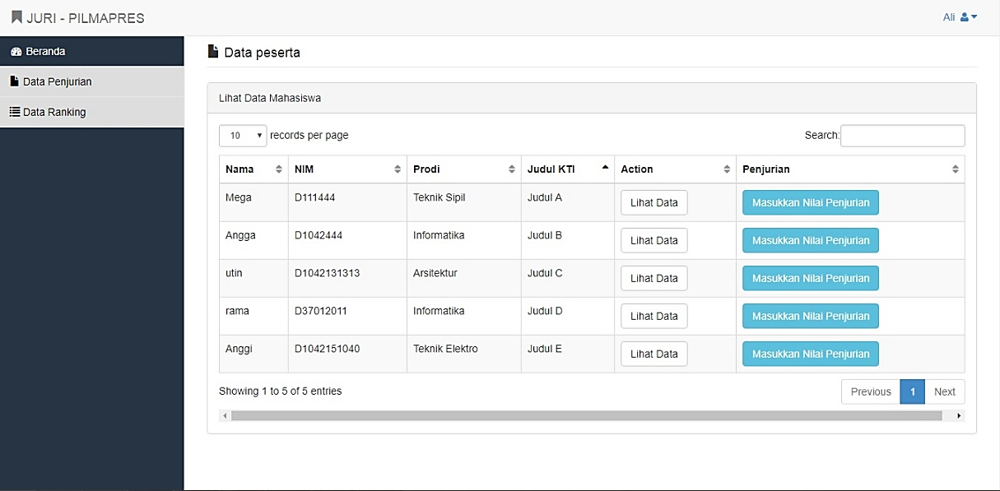 JURI - PILMAPRES
Ali
Beranda
Data Penjurian
Data Ranking
Data peserta
Lihat Data Mahasiswa
10 records per page
Search:
Nama NIM Prodi Judul KTI Action Penjurian
Mega D111444 Teknik Sipil Judul A Lihat Data Masukkan Nilai Penjurian
Angga D1042444 Informatika Judul B Lihat Data Masukkan Nilai Penjurian
utin D1042131313 Arsitektur Judul C Lihat Data Masukkan Nilai Penjurian
rama D37012011 Informatika Judul D Lihat Data Masukkan Nilai Penjurian
Anggi D1042151040 Teknik Elektro Judul E Lihat Data Masukkan Nilai Penjurian
Showing 1 to 5 of 5 entries
Previous 1 Next